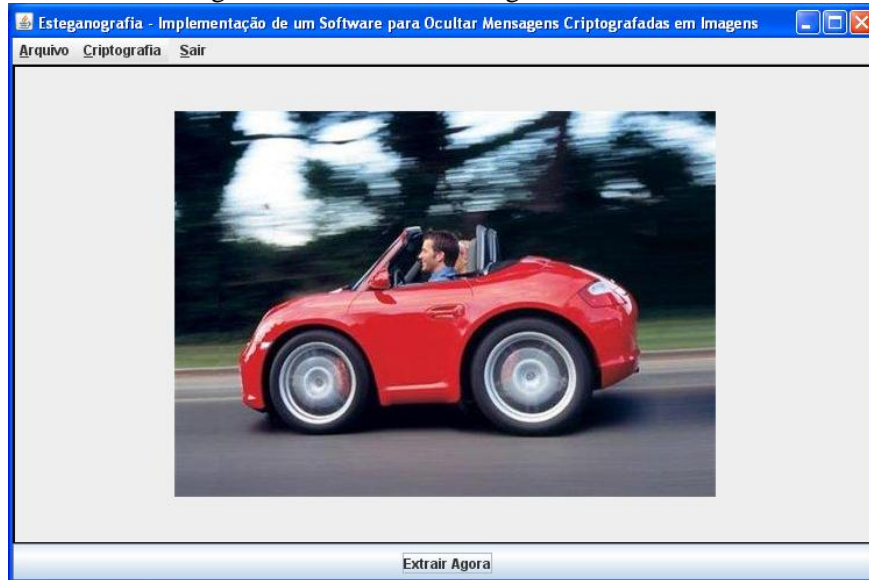 Esteganografia - Implementação de um Software para Ocultar Mensagens Criptografadas em Imagens
Arquivo Criptografia Sair
Extrair Agora